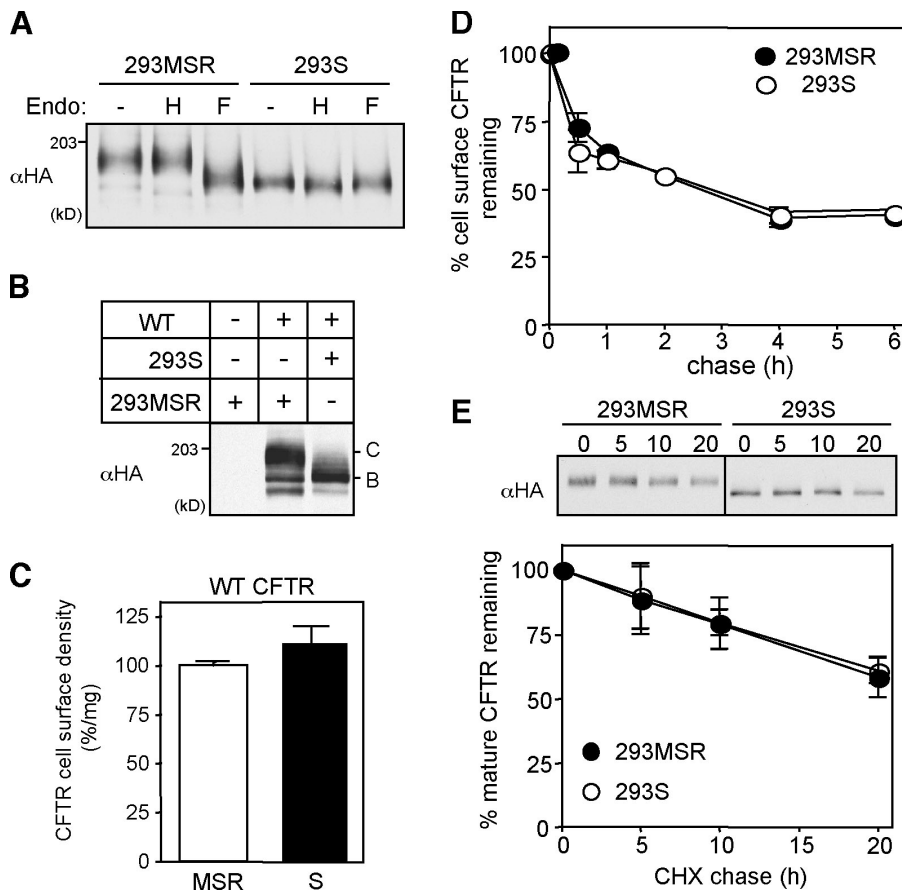 A
293MSR 293S
Endo: - H F - H F
203
αHA
(kD)
B
WT - + +
293S - - +
293MSR + + -
203
C
αHA
B
(kD)
C
WT CFTR
CFTR cell surface density
(%/mg)
125
100
75
50
25
0
MSR S
D
% cell surface CFTR
remaining
100
75
50
25
0
293MSR
293S
0 1 2 4 6
chase (h)
E
293MSR 293S
0 5 10 20 0 5 10 20
αHA
% mature CFTR remaining
100
75
50
25
0
293MSR
293S
0 5 10 15 20
CHX chase (h)